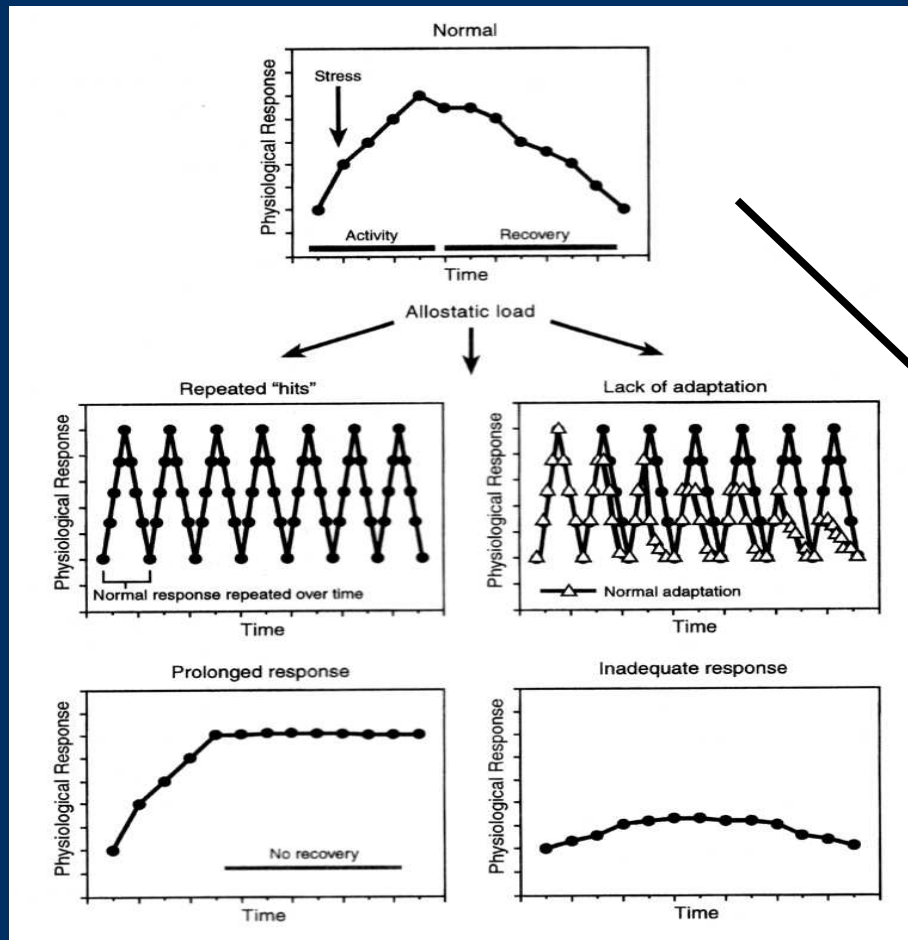 Normal
Stress
Physiological Response
Activity
Recovery
Time
Allostatic load
Repeated "hits"
Physiological Response
Normal response repeated over time
Time
Lack of adaptation
Physiological Response
Normal adaptation
Time
Prolonged response
Physiological Response
No recovery
Time
Inadequate response
Physiological Response
Time